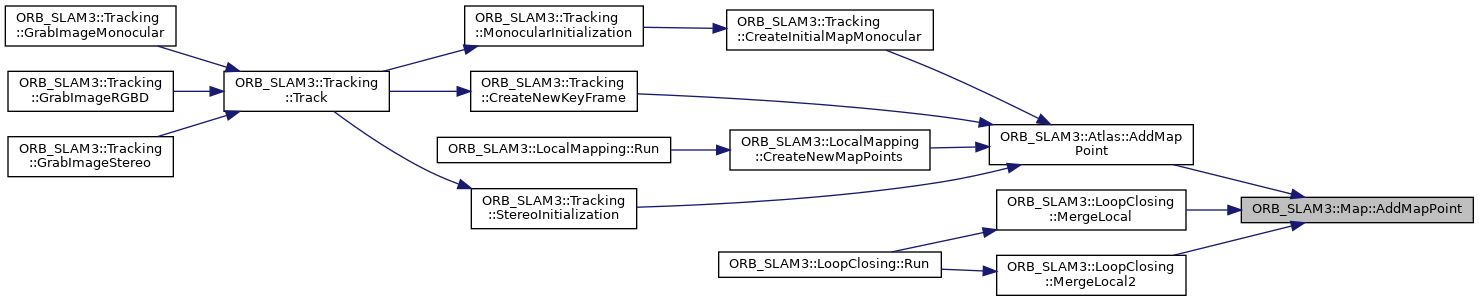 ORB_SLAM3::Tracking
::GrabImageMonocular
ORB_SLAM3::Tracking
::GrabImageRGBD
ORB_SLAM3::Tracking
::GrabImageStereo
ORB_SLAM3::Tracking
::Track
ORB_SLAM3::Tracking
::MonocularInitialization
ORB_SLAM3::Tracking
::CreateNewKeyFrame
ORB_SLAM3::LocalMapping::Run
ORB_SLAM3::Tracking
::StereoInitialization
ORB_SLAM3::Tracking
::CreateInitialMapMonocular
ORB_SLAM3::LocalMapping
::CreateNewMapPoints
ORB_SLAM3::LoopClosing::Run
ORB_SLAM3::Atlas::AddMap
Point
ORB_SLAM3::LoopClosing
::MergeLocal
ORB_SLAM3::LoopClosing
::MergeLocal2
ORB_SLAM3::Map::AddMapPoint